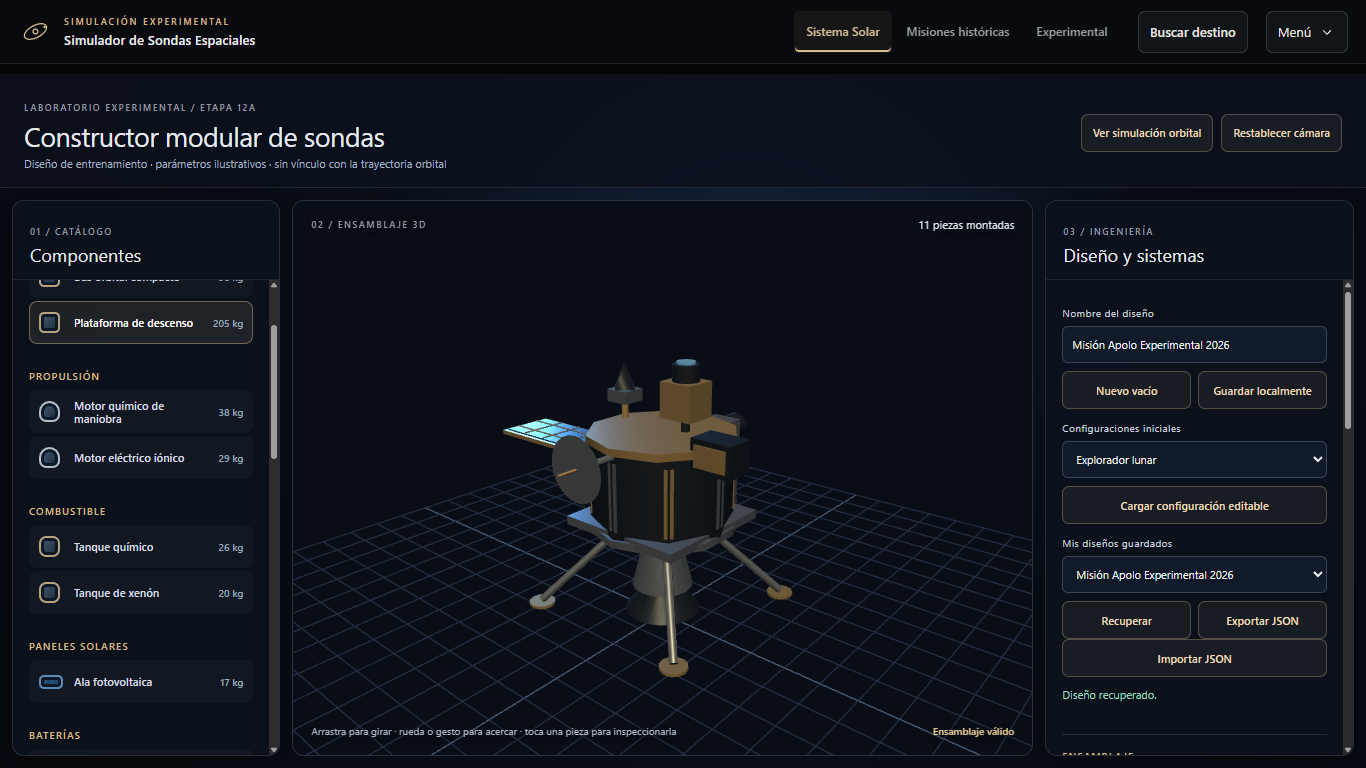 SIMULACIÓN EXPERIMENTAL
Simulador de Sondas Espaciales
Sistema Solar
Misiones históricas
Experimental
Buscar destino
Menú
LABORATORIO EXPERIMENTAL / ETAPA 12A
Constructor modular de sondas
Diseño de entrenamiento · parámetros ilustrativos · sin vínculo con la trayectoria orbital
Ver simulación orbital
Restablecer cámara
01 / CATÁLOGO
Componentes
Plataforma de descenso 205 kg
PROPULSIÓN
Motor químico de
maniobra
38 kg
Motor eléctrico iónico 29 kg
COMBUSTIBLE
Tanque químico 26 kg
Tanque de xenón 20 kg
PANELES SOLARES
Ala fotovoltaica 17 kg
BATERÍAS
02 / ENSAMBLAJE 3D
11 piezas montadas
Arrastra para girar · rueda o gesto para acercar · toca una pieza para inspeccionarla
Ensamblaje válido
03 / INGENIERÍA
Diseño y sistemas
Nombre del diseño
Misión Apolo Experimental 2026
Nuevo vacío
Guardar localmente
Configuraciones iniciales
Explorador lunar
Cargar configuración editable
Mis diseños guardados
Misión Apolo Experimental 2026
Recuperar
Exportar JSON
Importar JSON
Diseño recuperado.